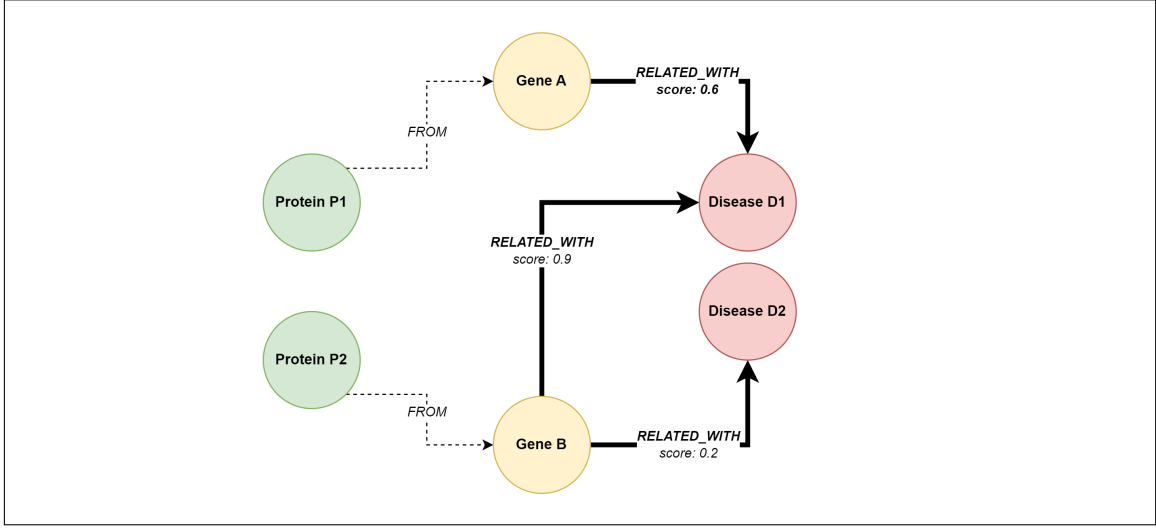 Gene A
RELATED_WITH
score: 0.6
FROM
Protein P1
Disease D1
RELATED_WITH
score: 0.9
Disease D2
Protein P2
FROM
Gene B
RELATED_WITH
score: 0.2